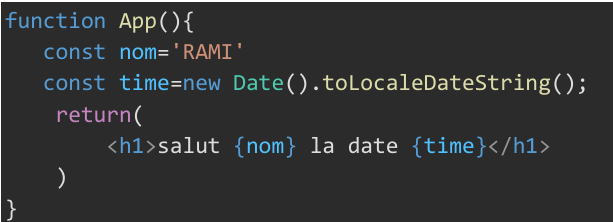 function App(){
const nom='RAMI'
const time=new Date().toLocaleDateString();
return(
<h1>salut {nom} la date {time}</h1>
)
}